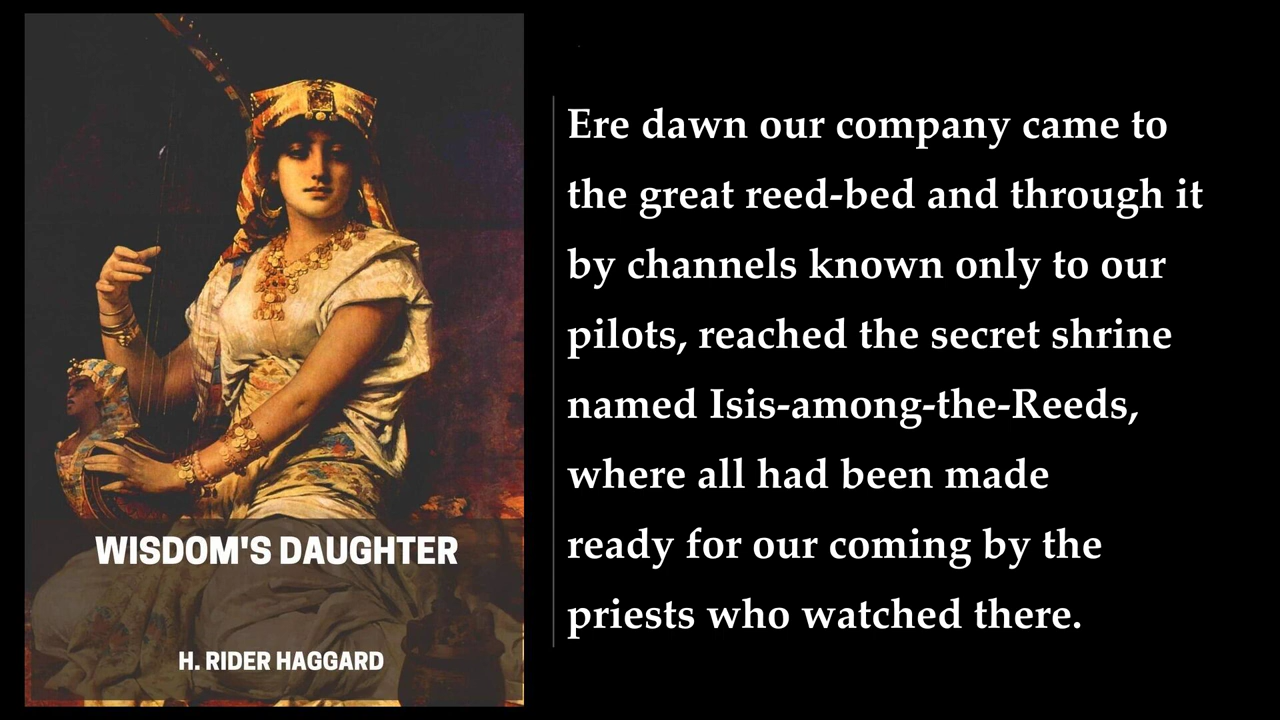 WISDOM'S DAUGHTER
H. RIDER HAGGARD
Ere dawn our company came to
the great reed-bed and through it
by channels known only to our
pilots, reached the secret shrine
named Isis-among-the-Reeds,
where all had been made
ready for our coming by the
priests who watched there.